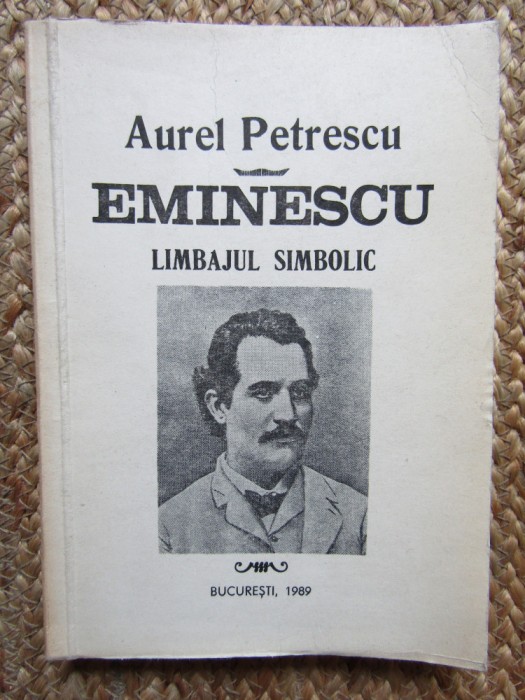 Aurel Petrescu
EMINESCU
LIMBAJUL SIMBOLIC
BUCUREȘTI, 1989